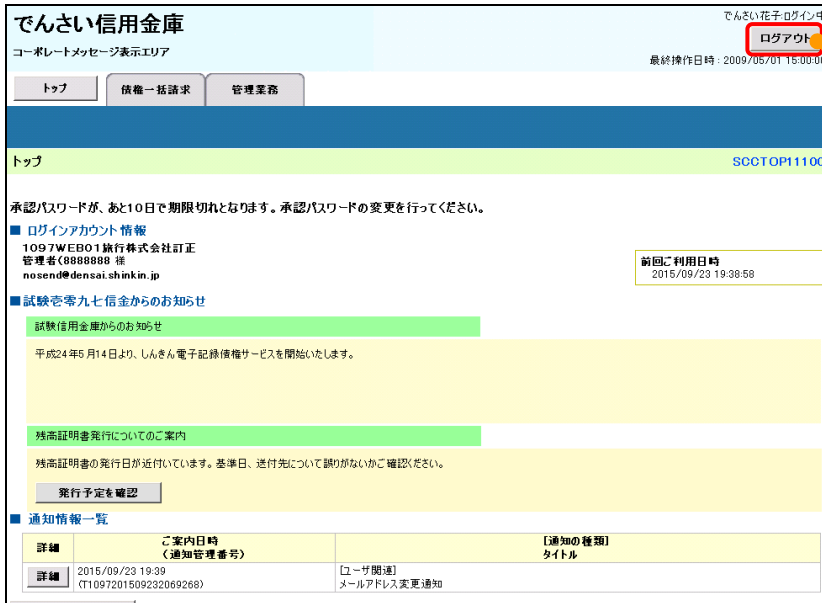 でんさい信用金庫
でんさい花子:ログイン中
コーポレートメッセージ表示エリア
ログアウト
最終操作日時:2009/05/01 15:00:00
トップ
債権一括請求
管理業務
トップ
SCCTOP11100
承認パスワードが、あと10日で期限切れとなります。承認パスワードの変更を行ってください。
■ ログインアカウント情報
1097WEB01旅行株式会社訂正
管理者(8888888 様
nosend@densai.shinkin.jp
前回ご利用日時
2015/09/23 19:38:58
■試験壱零九七信金からのお知らせ
試験信用金庫からのお知らせ
平成24年5月14日より、しんきん電子記録債権サービスを開始いたします。
残高証明書発行についてのご案内
残高証明書の発行日が近付いています。基準日、送付先について誤りがないかご確認ください。
発行予定を確認
■ 通知情報一覧
詳細
ご案内日時
(通知管理番号)
[通知の種類]
タイトル
詳細
2015/09/23 19:39
(T1097201509232069268)
[ユーザ関連]
メールアドレス変更通知